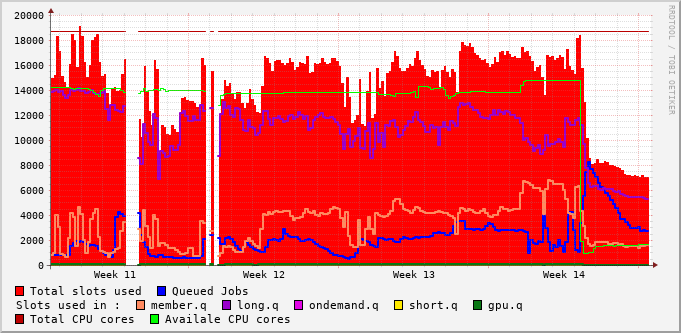 20000
18000
16000
14000
12000
10000
8000
6000
4000
2000
0
Week 11 Week 12 Week 13 Week 14
RRDTOOL / TOBI OETIKER
Total slots used Queued Jobs
Slots used in : member.q long.q ondemand.q short.q gpu.q
Total CPU cores Availale CPU cores